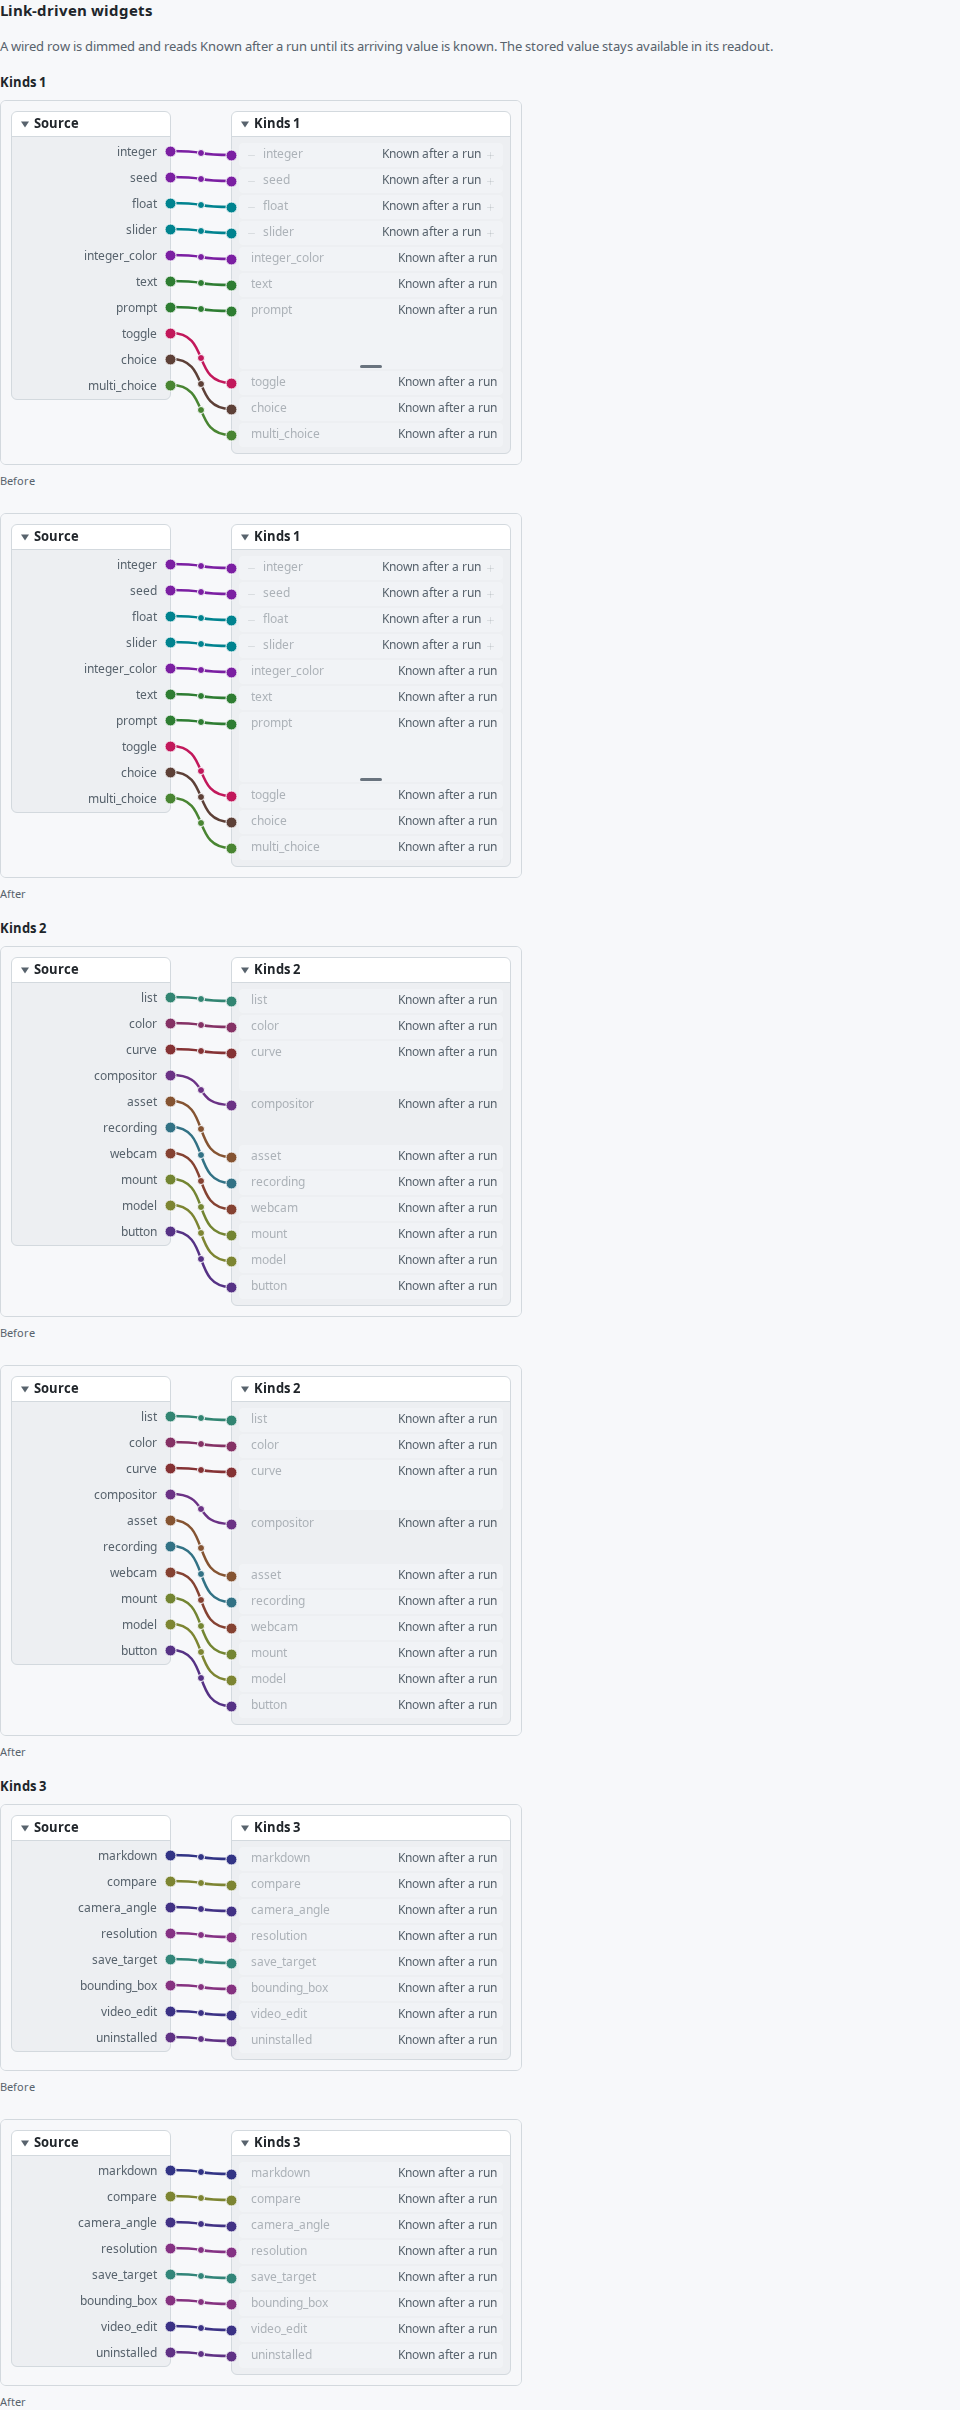 Link-driven widgets
A wired row is dimmed and reads Known after a run until its arriving value is known. The stored value stays available in its readout.
Kinds 1
Source
Kinds 1
integer
– integer Known after a run +
seed
– seed Known after a run +
float
– float Known after a run +
slider
– slider Known after a run +
integer_color
integer_color Known after a run
text
text Known after a run
prompt
prompt Known after a run
toggle
choice
multi_choice
toggle Known after a run
choice Known after a run
multi_choice Known after a run
Before
Source
Kinds 1
integer
– integer Known after a run +
seed
– seed Known after a run +
float
– float Known after a run +
slider
– slider Known after a run +
integer_color
integer_color Known after a run
text
text Known after a run
prompt
prompt Known after a run
toggle
choice
multi_choice
toggle Known after a run
choice Known after a run
multi_choice Known after a run
After
Kinds 2
Source
Kinds 2
list
list Known after a run
color
color Known after a run
curve
curve Known after a run
compositor
asset
compositor Known after a run
recording
webcam
asset Known after a run
mount
recording Known after a run
model
webcam Known after a run
button
mount Known after a run
model Known after a run
button Known after a run
Before
Source
Kinds 2
list
list Known after a run
color
color Known after a run
curve
curve Known after a run
compositor
asset
compositor Known after a run
recording
webcam
asset Known after a run
mount
recording Known after a run
model
webcam Known after a run
button
mount Known after a run
model Known after a run
button Known after a run
After
Kinds 3
Source
Kinds 3
markdown
markdown Known after a run
compare
compare Known after a run
camera_angle
camera_angle Known after a run
resolution
resolution Known after a run
save_target
save_target Known after a run
bounding_box
bounding_box Known after a run
video_edit
video_edit Known after a run
uninstalled
uninstalled Known after a run
Before
Source
Kinds 3
markdown
markdown Known after a run
compare
compare Known after a run
camera_angle
camera_angle Known after a run
resolution
resolution Known after a run
save_target
save_target Known after a run
bounding_box
bounding_box Known after a run
video_edit
video_edit Known after a run
uninstalled
uninstalled Known after a run
After